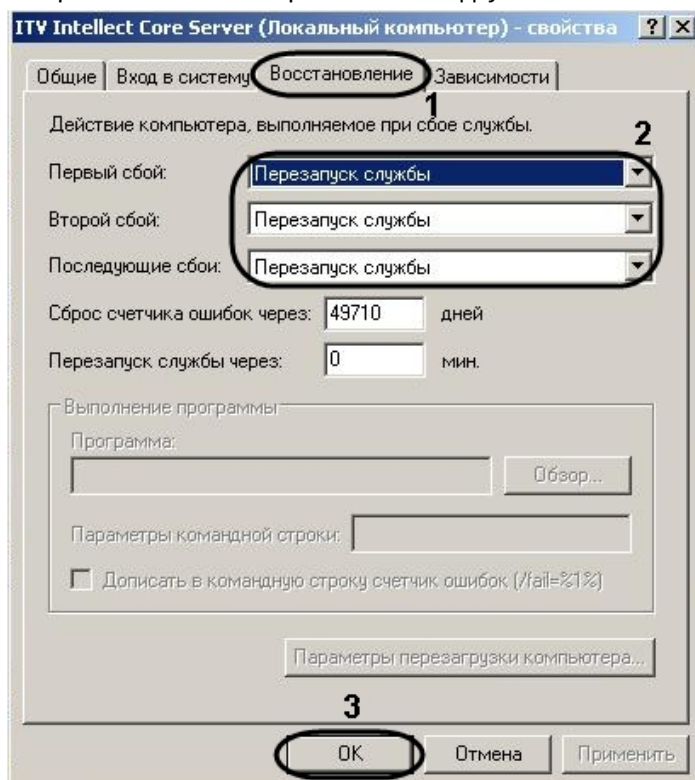 ITV Intellect Core Server (Локальный компьютер) - свойства ? X
Общие Вход в систему Восстановление Зависимости
1
Действие компьютера, выполняемое при сбое службы.
2
Первый сбой: Перезапуск службы
Второй сбой: Перезапуск службы
Последующие сбои: Перезапуск службы
Сброс счетчика ошибок через: 49710 дней
Перезапуск службы через: 0 мин.
Выполнение программы
Программа:
Обзор...
Параметры командной строки:
Дописать в командную строку счетчик ошибок (/fail=%1%)
Параметры перезагрузки компьютера...
3
OK Отмена Применить